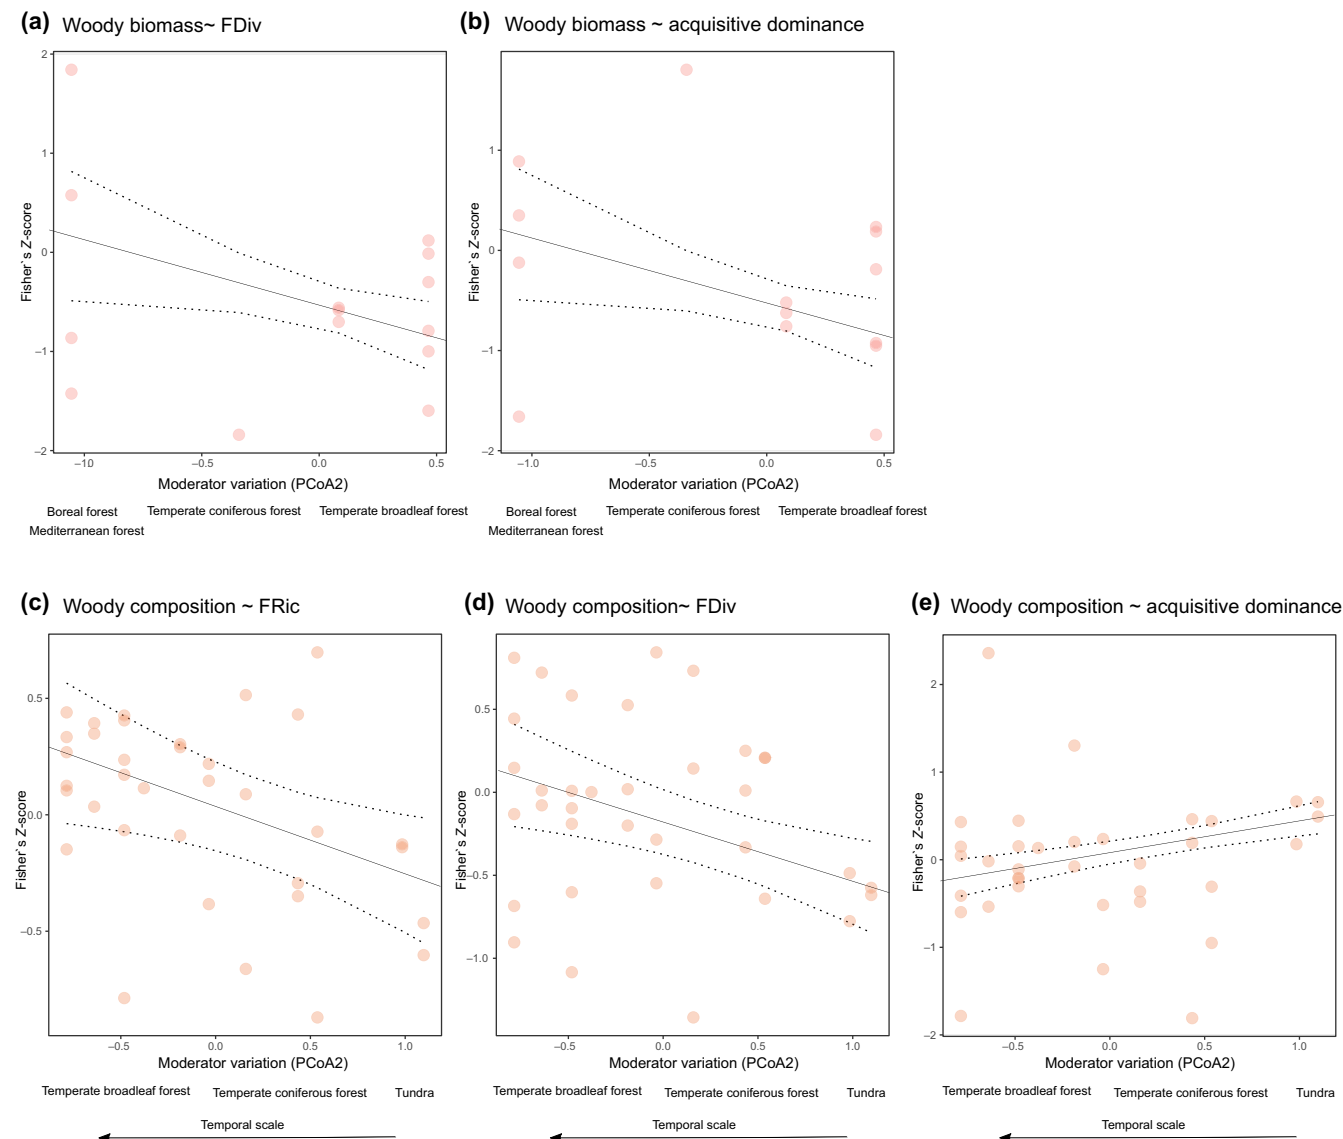 (a) Woody biomass~ FDiv
2
1
0
−1
−2
Fisher`s Z-score
−10 −0.5 0.0 0.5
Moderator variation (PCoA2)
Boreal forest Temperate coniferous forest Temperate broadleaf forest
Mediterranean forest
(b) Woody biomass ~ acquisitive dominance
1
0
−1
−2
Fisher`s Z-score
−1.0 −0.5 0.0 0.5
Moderator variation (PCoA2)
Boreal forest Temperate coniferous forest Temperate broadleaf forest
Mediterranean forest
(c) Woody composition ~ FRic
0.5
0.0
−0.5
Fisher`s Z-score
−0.5 0.0 0.5 1.0
Moderator variation (PCoA2)
Temperate broadleaf forest Temperate coniferous forest Tundra
Temporal scale
(d) Woody composition~ FDiv
0.5
0.0
−0.5
−1.0
Fisher`s Z-score
−0.5 0.0 0.5 1.0
Moderator variation (PCoA2)
Temperate broadleaf forest Temperate coniferous forest Tundra
Temporal scale
(e) Woody composition ~ acquisitive dominance
2
1
0
−1
−2
Fisher`s Z-score
−0.5 0.0 0.5 1.0
Moderator variation (PCoA2)
Temperate broadleaf forest Temperate coniferous forest Tundra
Temporal scale